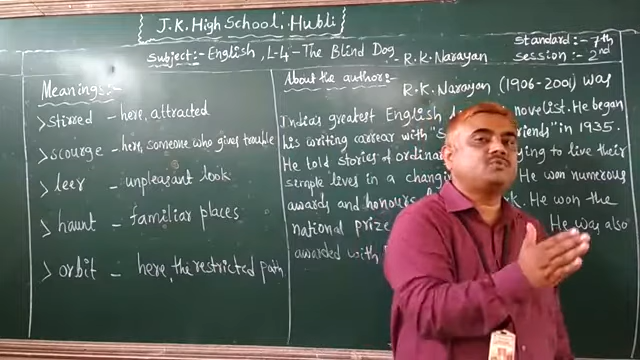 J.K. High School, Hubli
Subject:- English, L-4 - The Blind Dog
- R.K. Narayan
Standard:- 7th
Session:- 2nd
Meanings:-
> stirred - here, attracted
> scourge - here, someone who gives trouble
> leer - unpleasant look
> haunt - familiar places
> orbit - here, the restricted path
About the author:-
R.K. Narayan (1906-2001) was
India's greatest English novelist. He began
his writing carrear with "S friends" in 1935.
He told stories of ordinar ying to live their
simple lives in a changi He won numerous
awards and honours K. He won the
national prize He was also
awarded with